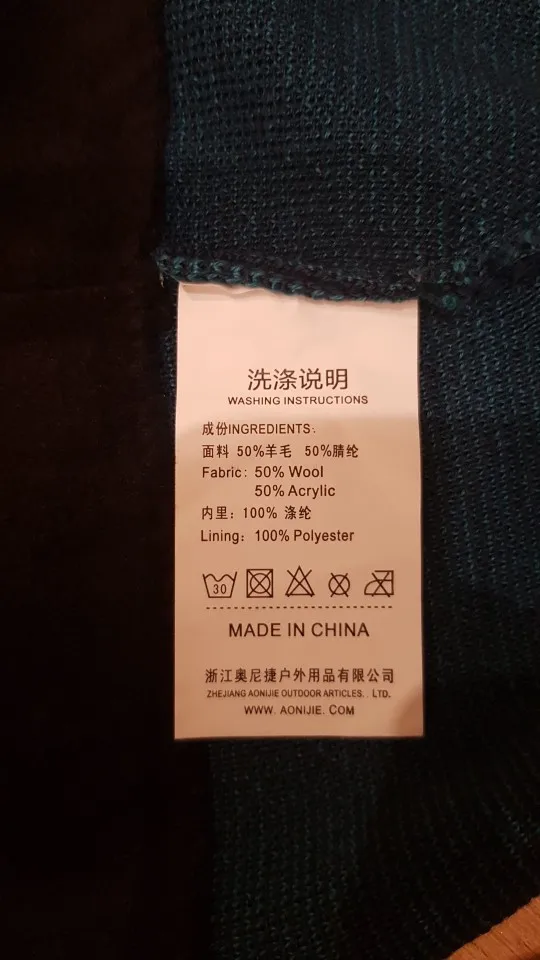 洗涤说明
WASHING INSTRUCTIONS
成份INGREDIENTS:
面料 50%羊毛 50%腈纶
Fabric: 50% Wool
50% Acrylic
内里: 100% 涤纶
Lining: 100% Polyester
30
MADE IN CHINA
浙江奥尼捷户外用品有限公司
ZHEJIANG AONIJIE OUTDOOR ARTICLES., LTD.
WWW. AONIJIE. COM